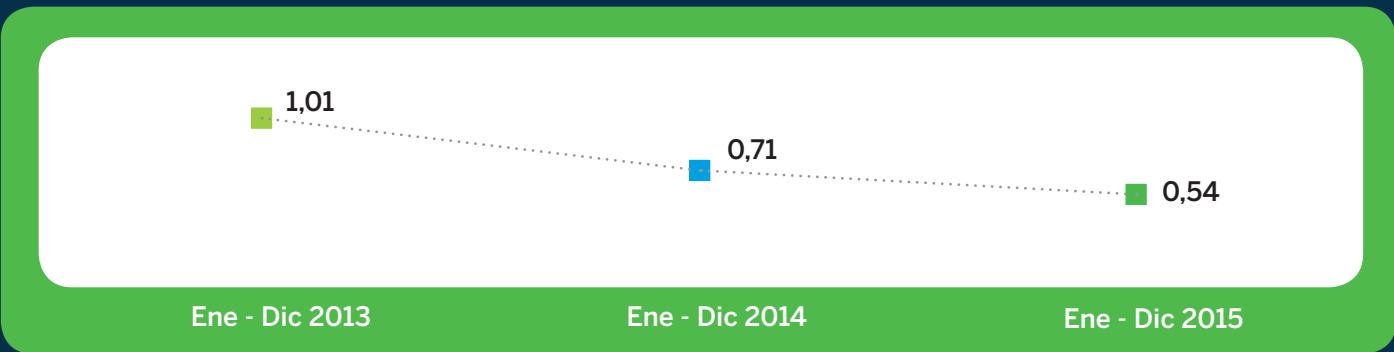 1,01
0,71
0,54
Ene - Dic 2013
Ene - Dic 2014
Ene - Dic 2015